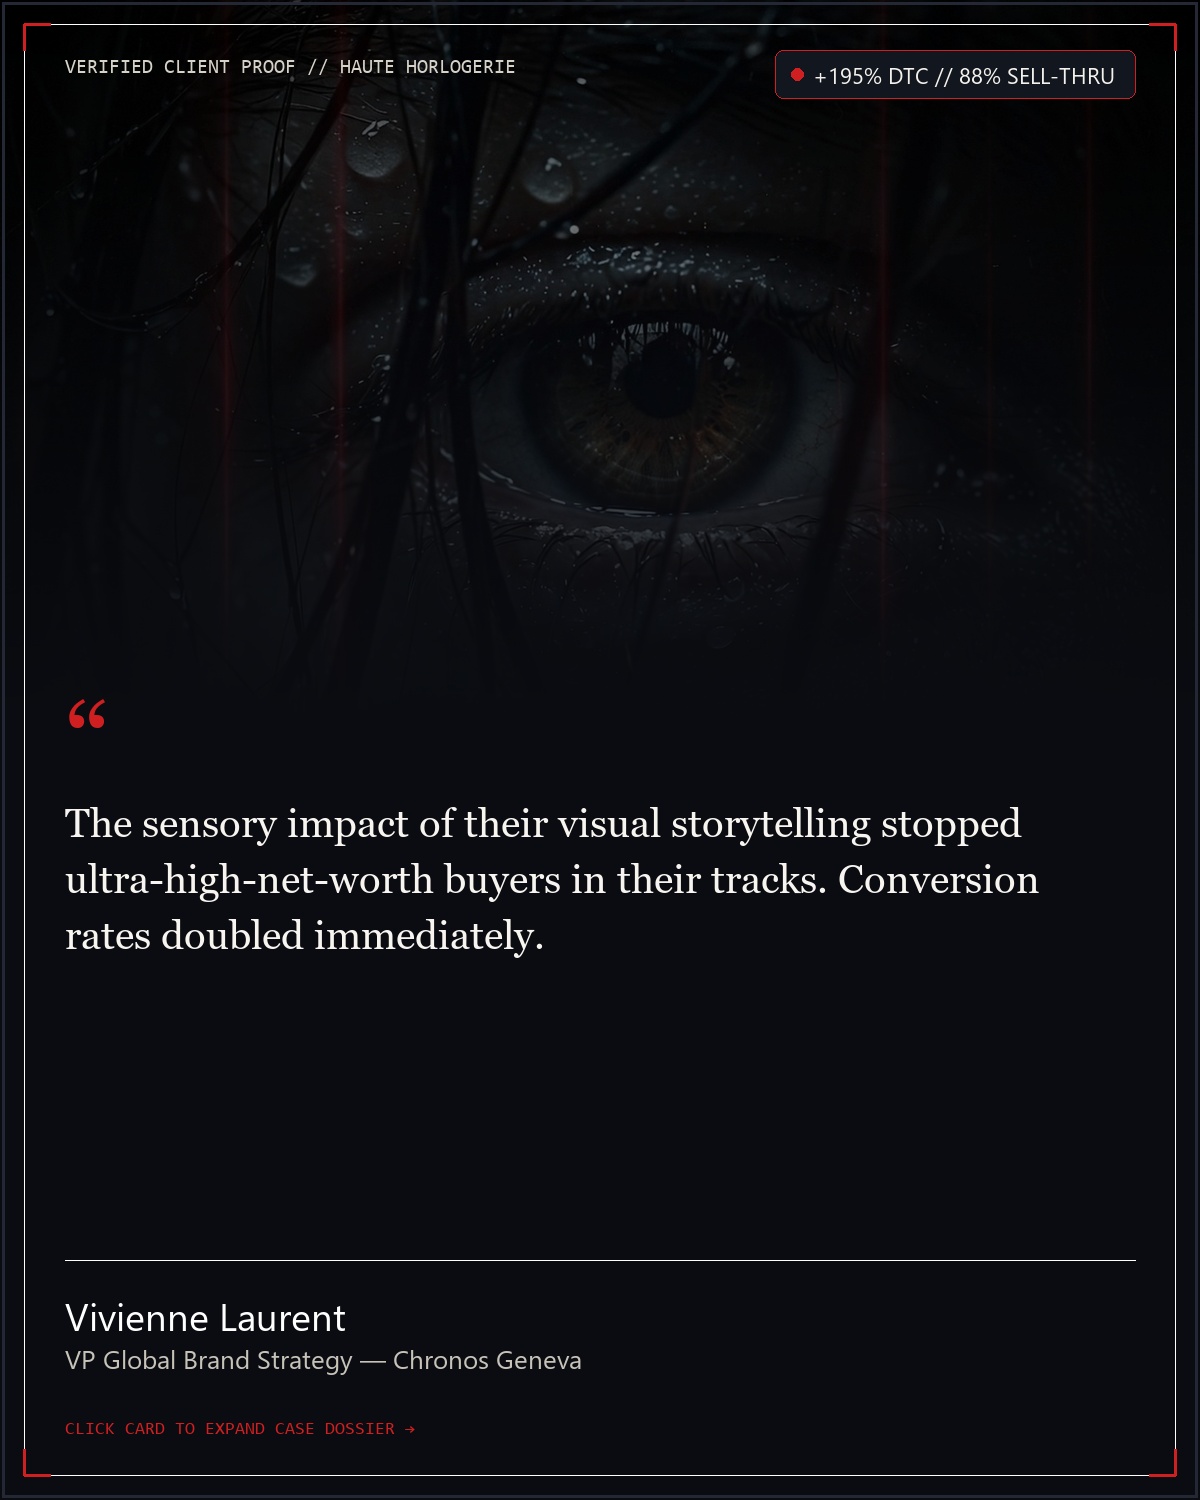 VERIFIED CLIENT PROOF // HAUTE HORLOGERIE
+195% DTC // 88% SELL-THRU
“
The sensory impact of their visual storytelling stopped
ultra-high-net-worth buyers in their tracks. Conversion
rates doubled immediately.
Vivienne Laurent
VP Global Brand Strategy — Chronos Geneva
CLICK CARD TO EXPAND CASE DOSSIER →